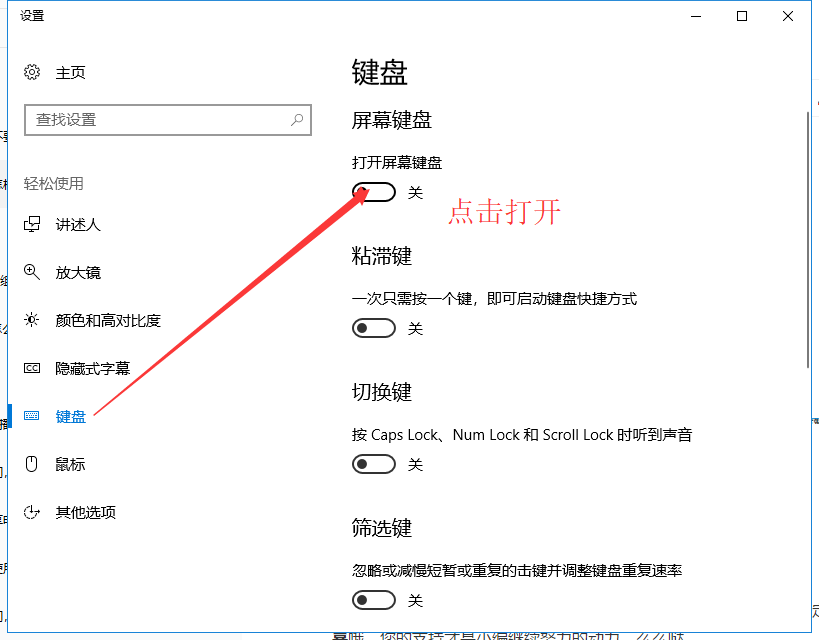 设置
主页
查找设置
轻松使用
讲述人
放大镜
颜色和高对比度
隐藏式字幕
键盘
鼠标
其他选项
键盘
屏幕键盘
打开屏幕键盘
关
点击打开
粘滞键
一次只需按一个键，即可启动键盘快捷方式
关
切换键
按 Caps Lock、Num Lock 和 Scroll Lock 时听到声音
关
筛选键
忽略或减慢短暂或重复的击键并调整键盘重复速率
关